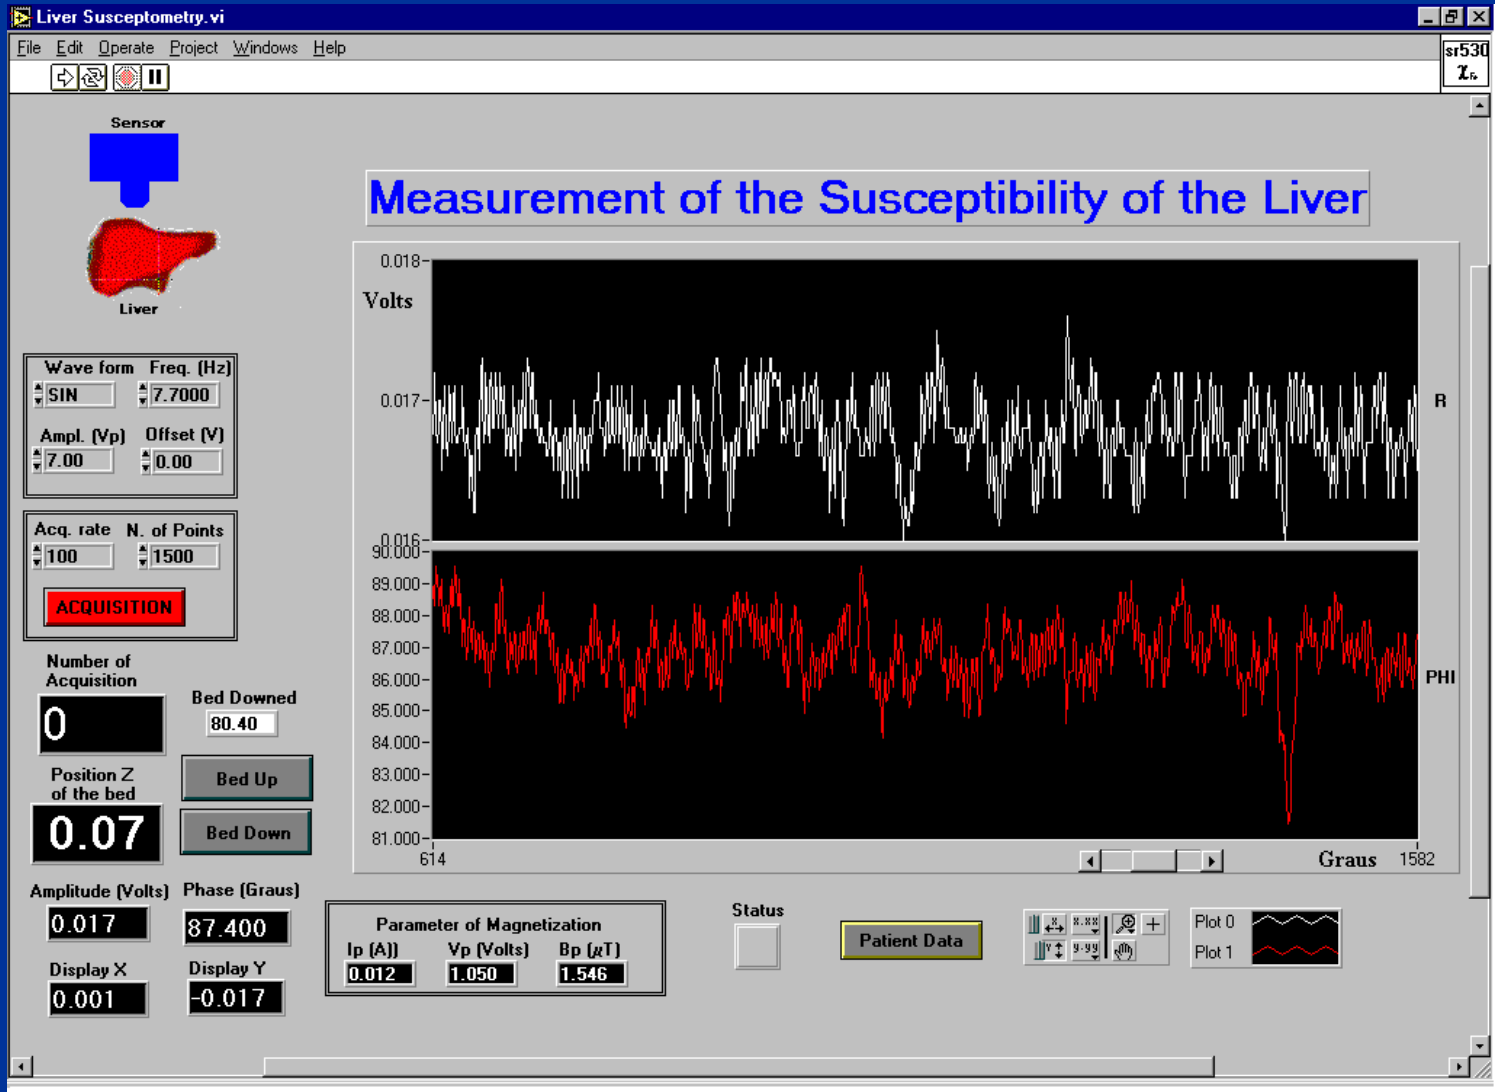 Liver Susceptometry.vi
File Edit Operate Project Windows Help
sr530
Sensor
Liver
Measurement of the Susceptibility of the Liver
Wave form Freq. (Hz)
SIN 7.7000
Ampl. (Vp) Offset (V)
7.00 0.00
Acq. rate N. of Points
100 1500
ACQUISITION
Number of
Acquisition
0
Bed Downed
80.40
Position Z
of the bed
0.07
Bed Up
Bed Down
Amplitude (Volts) Phase (Graus)
0.017 87.400
Display X Display Y
0.001 -0.017
0.018
Volts
0.017
0.016
R
90.000
89.000
88.000
87.000
86.000
85.000
84.000
83.000
82.000
81.000
PHI
614 Graus 1582
Parameter of Magnetization
Ip (A)) Vp (Volts) Bp (μT)
0.012 1.050 1.546
Status
Patient Data
x x.xx
Y y.yy
Plot 0
Plot 1